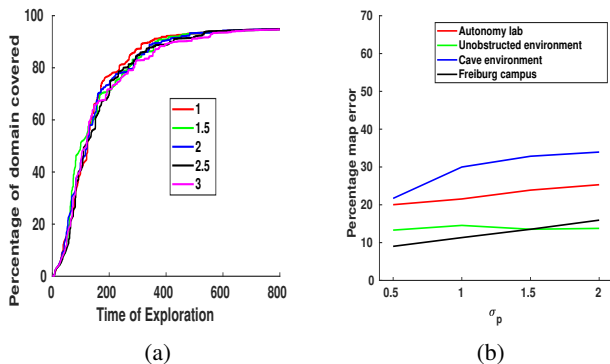 Percentage of domain covered
100
80
60
40
20
0
0 200 400 600 800
Time of Exploration
1
1.5
2
2.5
3
(a)
Percentage map error
70
60
50
40
30
20
10
0
0.5 1 1.5 2
σp
Autonomy lab
Unobstructed environment
Cave environment
Freiburg campus
(b)